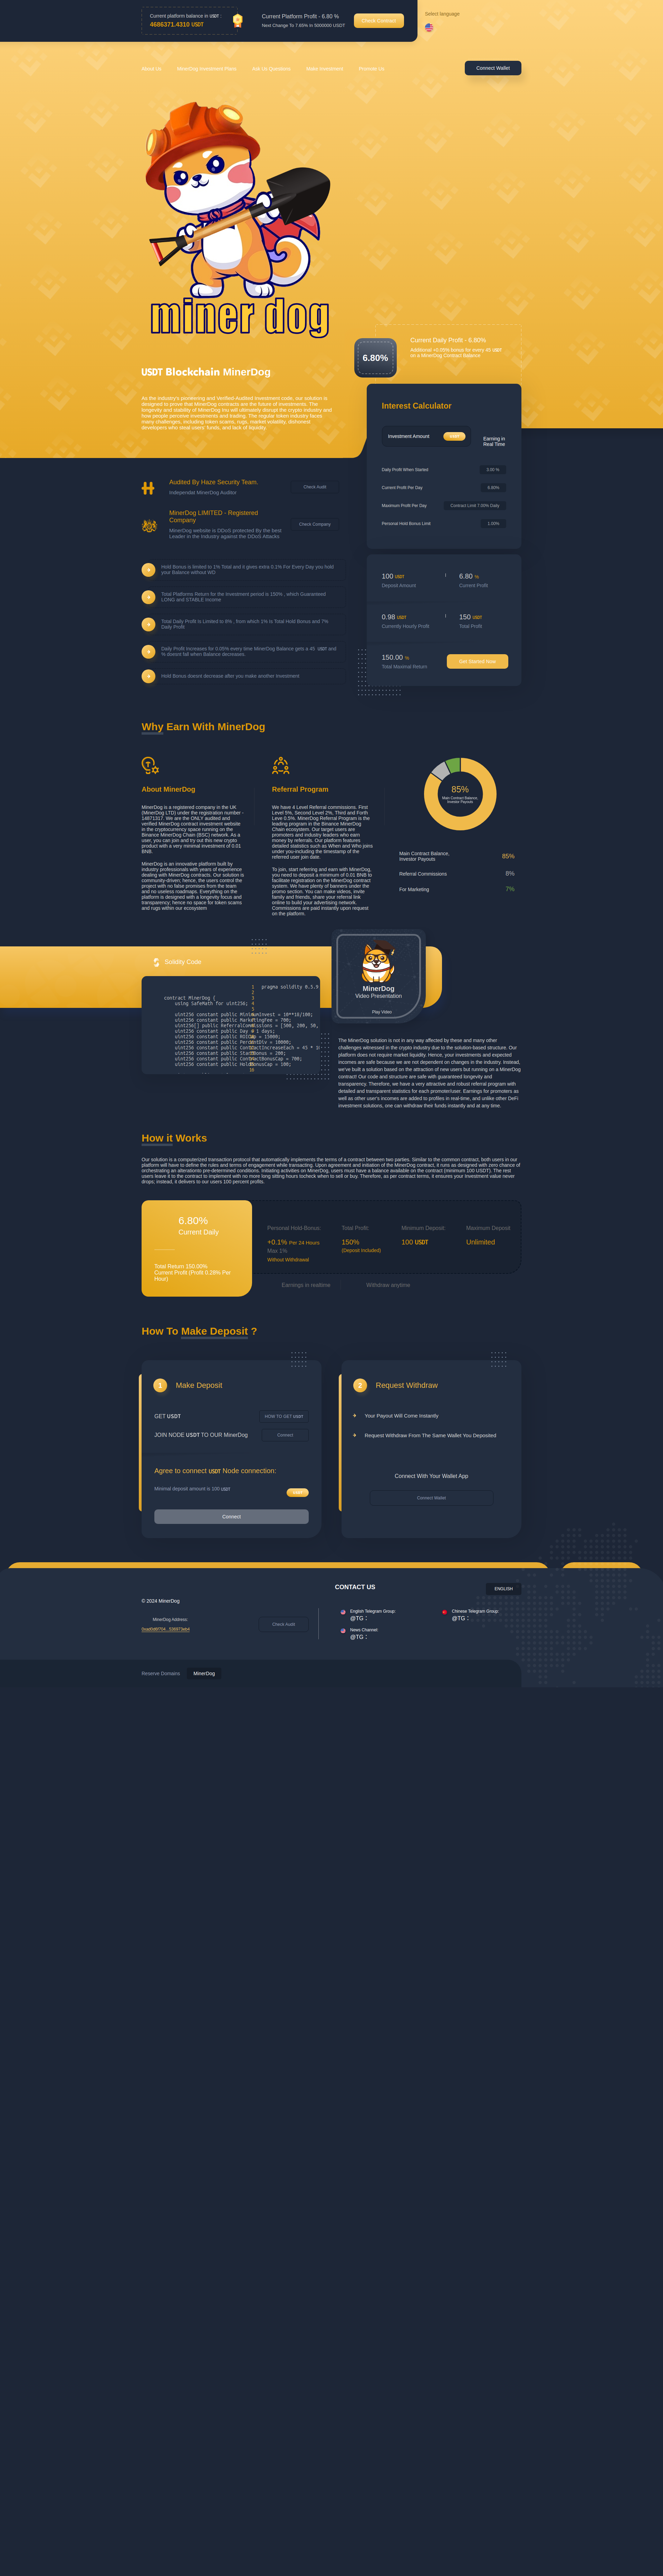 Current platform balance in USDT :
4686371.4310 USDT
Current Platform Profit - 6.80 %
Next Change To 7.65% In 5000000 USDT
Check Contract
Select language
About Us
MinerDog Investment Plans
Ask Us Questions
Make Investment
Promote Us
Connect Wallet
miner dog
USDT Blockchain MinerDog
As the industry's pioneering and Verified-Audited Investment code, our solution is
designed to prove that MinerDog contracts are the future of investments. The
longevity and stability of MinerDog Inu will ultimately disrupt the crypto industry and
how people perceive investments and trading. The regular token industry faces
many challenges, including token scams, rugs, market volatility, dishonest
developers who steal users' funds, and lack of liquidity.
6.80%
Current Daily Profit - 6.80%
Additional +0.05% bonus for every 45 USDT
on a MinerDog Contract Balance
Interest Calculator
Investment Amount
USDT
Earning in
Real Time
Daily Profit When Started
3.00 %
Current Profit Per Day
6.80%
Maximum Profit Per Day
Contract Limit 7.00% Daily
Personal Hold Bonus Limit
1.00%
100 USDT
Deposit Amount
6.80 %
Current Profit
0.98 USDT
Currently Hourly Profit
150 USDT
Total Profit
150.00 %
Total Maximal Return
Get Started Now
Audited By Haze Security Team.
Independar MinerDog Auditor
Check Audit
MinerDog LIMITED - Registered
Company
MinerDog website is DDoS protected By the best
Leader in the industry against the DDoS Attacks
Check Company
Hold Bonus is limited to 1% Total and it gives extra 0.1% For Every Day you hold
your Balance without WD
Total Platforms Return for the Investment period is 150% , which Guaranteed
LONG and STABLE Income
Total Daily Profit Is Limited to 8% , from which 1% Is Total Hold Bonus and 7%
Daily Profit
Daily Profit Increases for 0.05% every time MinerDog Balance gets a 45 USDT and
% doesnt fall when Balance decreases.
Hold Bonus doesnt decrease after you make another Investment
Why Earn With MinerDog
About MinerDog
MinerDog is a registered company in the UK
(MinerDog LTD) under the registration number -
14871317. We are the ONLY audited and
verified MinerDog contract investment website
in the cryptocurrency space running on the
Binance MinerDog Chain (BSC) network. As a
user, you can join and try out this new crypto
product with a very minimal investment of 0.01
BNB.
MinerDog is an innovative platform built by
industry professionals with years of experience
dealing with MinerDog contracts. Our solution is
community-driven; hence, the users control the
project with no false promises from the team
and no useless roadmaps. Everything on the
platform is designed with a longevity focus and
transparency; hence no space for token scams
and rugs within our ecosystem
Referral Program
We have 4 Level Referral commissions. First
Level 5%, Second Level 2%, Third and Forth
Leve 0.5%. MinerDog Referral Program is the
leading program in the Binance MinerDog
Chain ecosystem. Our target users are
promoters and industry leaders who earn
money by referrals. Our platform features
detailed statistics such as When and Who joins
under you-including the timestamp of the
referred user join date.
To join, start referring and earn with MinerDog,
you need to deposit a minimum of 0.01 BNB to
facilitate registration on the MinerDog contract
system. We have plenty of banners under the
promo section. You can make videos, invite
family and friends, share your referral link
online to build your advertising network.
Commissions are paid instantly upon request
on the platform.
85%
Main Contract Balance,
Investor Payouts
Main Contract Balance,
Investor Payouts
85%
Referral Commissions
8%
For Marketing
7%
Solidity Code
pragma solidity 0.5.9
contract MinerDog {
using SafeMath for uint256;
uint256 constant public MinimumInvest = 10**18/100;
uint256 constant public MarketingFee = 700;
uint256[] public ReferralCommissions = [500, 200, 50,
uint256 constant public Day = 1 days;
uint256 constant public ROICap = 15000;
uint256 constant public PercentDiv = 10000;
uint256 constant public ContractIncreaseEach = 45 *
uint256 constant public StartBonus = 200;
uint256 constant public ContractBonusCap = 700;
uint256 constant public HoldBonusCap = 100;
MinerDog
Video Presentation
Play Video
The MinerDog solution is not in any way affected by these and many other
challenges witnessed in the crypto industry due to the solution-based structure. Our
platform does not require market liquidity. Hence, your investments and expected
incomes are safe because we are not dependent on changes in the industry. Instead,
we've built a solution based on the attraction of new users but running on a MinerDog
contract! Our code and structure are safe with guaranteed longevity and
transparency. Therefore, we have a very attractive and robust referral program with
detailed and transparent statistics for each promoter/user. Earnings for promoters as
well as other user's incomes are added to profiles in real-time, and unlike other DeFi
investment solutions, one can withdraw their funds instantly and at any time.
How it Works
Our solution is a computerized transaction protocol that automatically implements the terms of a contract between two parties. Similar to the common contract, both users in our
platform will have to define the rules and terms of engagement while transacting. Upon agreement and initiation of the MinerDog contract, it runs as designed with zero chance of
orchestrating an alterationto pre-determined conditions. Initiating activities on MinerDog, users must have a balance available on the contract (minimum 100 USDT). The rest
users leave it to the contract to implement with no more long sitting hours tocheck when to sell or buy. Therefore, as per contract terms, it ensures your investment value never
drops; instead, it delivers to our users 100 percent profits.
6.80%
Current Daily
Total Return 150.00%
Current Profit (Profit 0.29% Per
Hour)
Personal Hold Bonus:
+0.1% Per 24 Hours
Max 1%
Without Withdrawal
Total Profit:
150%
(Deposit Included)
Minimum Deposit:
100 USDT
Maximum Deposit
Unlimited
Earnings in realtime
Withdraw anytime
How To Make Deposit ?
1
Make Deposit
GET USDT
HOW TO GET USDT
JOIN NODE USDT TO OUR MinerDog
Connect
Agree to connect USDT Node connection:
Minimal deposit amount is 100 USDT
USDT
Connect
2
Request Withdraw
Your Payout Will Come Instantly
Request Withdraw From The Same Wallet You Deposited
Connect With Your Wallet App
Connect Wallet
© 2024 MinerDog
CONTACT US
ENGLISH
MinerDog Address:
Check Audit
English Telegram Group:
@TG：
Chinese Telegram Group:
@TG：
News Channel:
@TG：
Reserve Domains
MinerDog